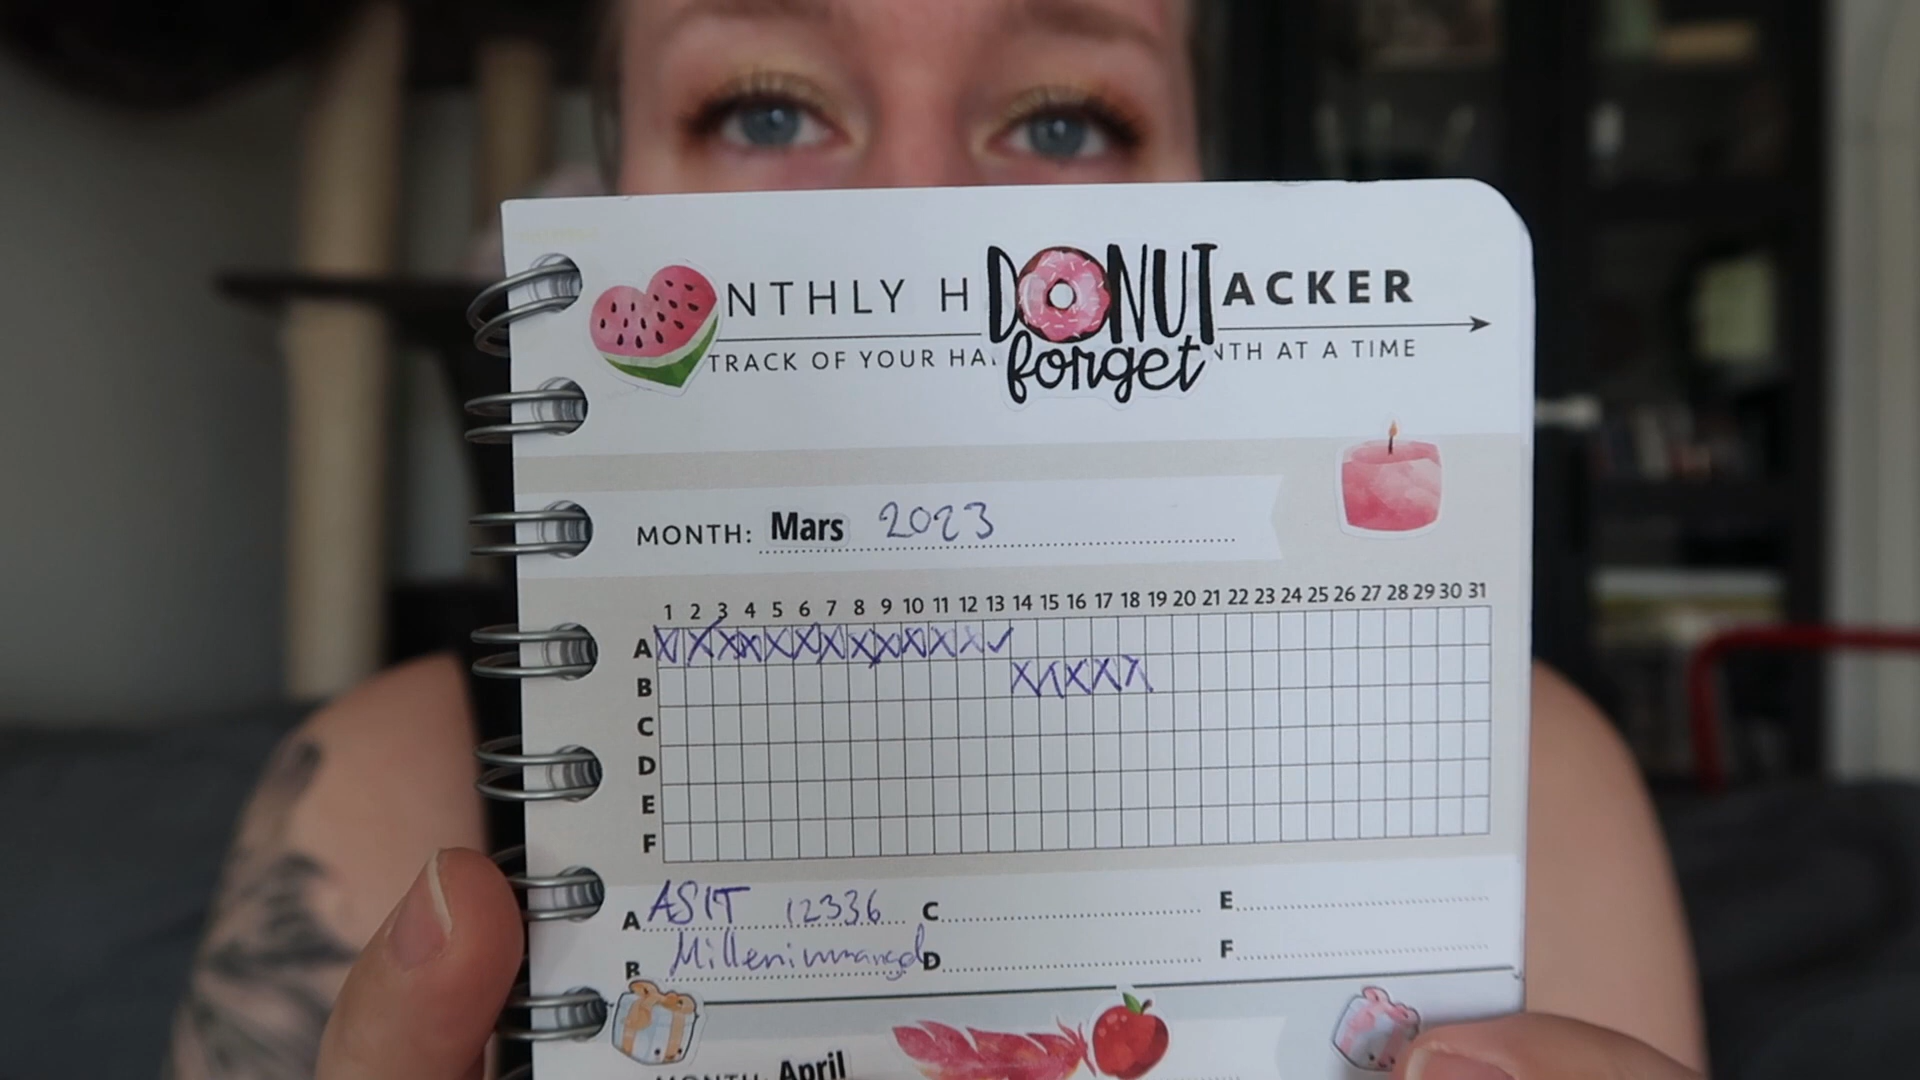 NTHLY H DONUT ACKER
TRACK OF YOUR HA forget NTH AT A TIME
MONTH: Mars 2023
1 2 3 4 5 6 7 8 9 10 11 12 13 14 15 16 17 18 19 20 21 22 23 24 25 26 27 28 29 30 31
A X X X X X X X X X X X X ✓
B X X X X X
C
D
E
F
A ASIT 12336 C E
B D F
MONTH: April